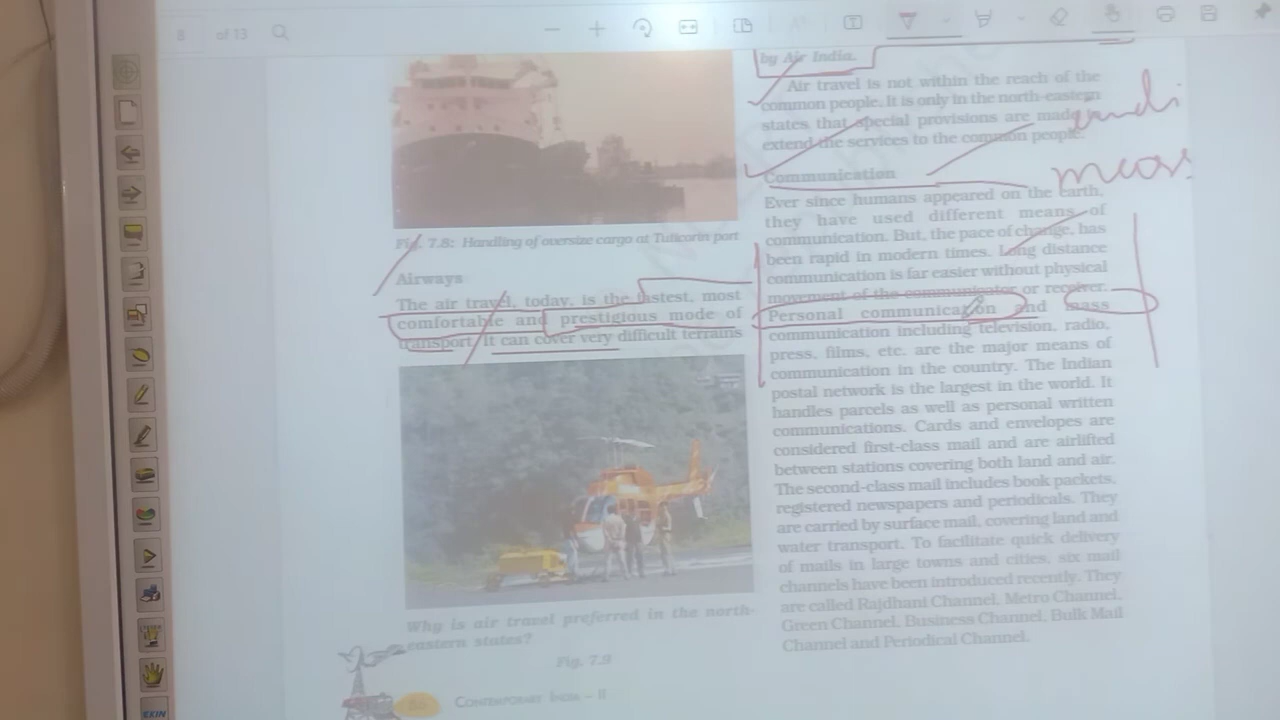 8 of 13
by Air India.
Air travel is not within the reach of the
common people. It is only in the north-eastern
states that special provisions are made
extend the services to the common people.
Communication
Ever since humans appeared on the earth,
they have used different means of
communication. But, the pace of change, has
been rapid in modern times. Long distance
communication is far easier without physical
movement of the communicator or receiver.
Personal communication and mass
communication including television, radio,
press, films, etc. are the major means of
communication in the country. The Indian
postal network is the largest in the world. It
handles parcels as well as personal written
communications. Cards and envelopes are
considered first-class mail and are airlifted
between stations covering both land and air.
The second-class mail includes book packets,
registered newspapers and periodicals. They
are carried by surface mail, covering land and
water transport. To facilitate quick delivery
of mails in large towns and cities, six mail
channels have been introduced recently. They
are called Rajdhani Channel, Metro Channel,
Green Channel, Business Channel, Bulk Mail
Channel and Periodical Channel.
Fig. 7.8: Handling of oversize cargo at Tuticorin port
Airways
The air travel, today, is the fastest, most
comfortable and prestigious mode of
transport. It can cover very difficult terrains
Why is air travel preferred in the north-
eastern states?
Fig. 7.9
Contemporary India – II
SKIN